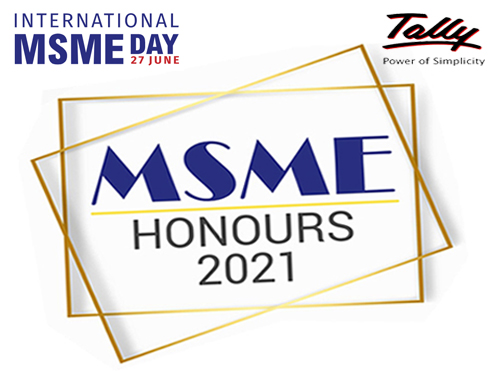 INTERNATIONAL
MSME DAY
27 JUNE
Tally
Power of Simplicity
MSME
HONOURS
2021